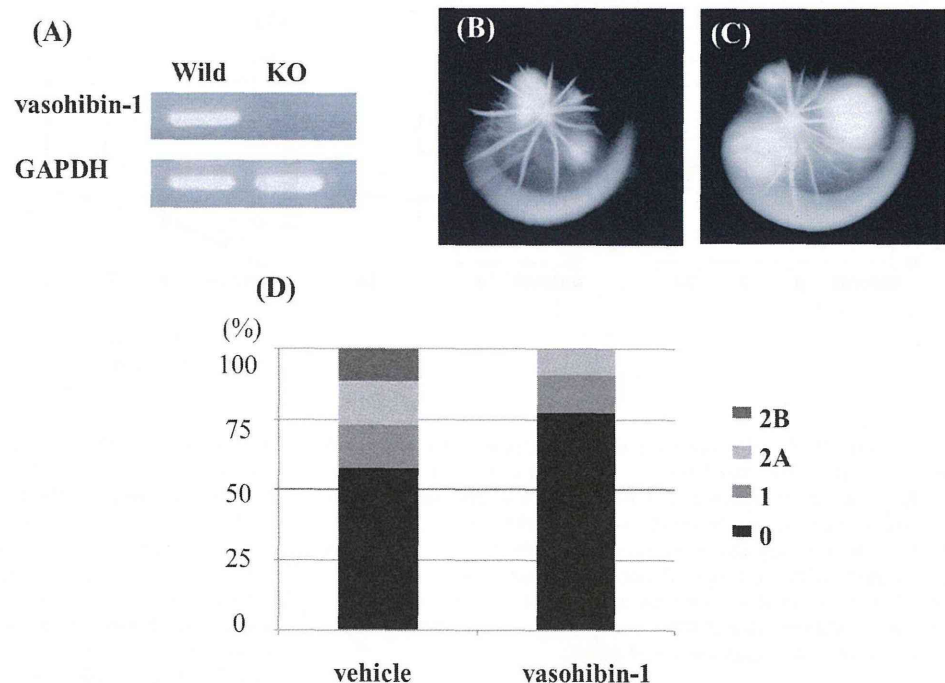 (A)
Wild KO
vasohibin-1
GAPDH
(B)
(C)
(D)
(%)
100
75
50
25
0
vehicle vasohibin-1
2B
2A
1
0